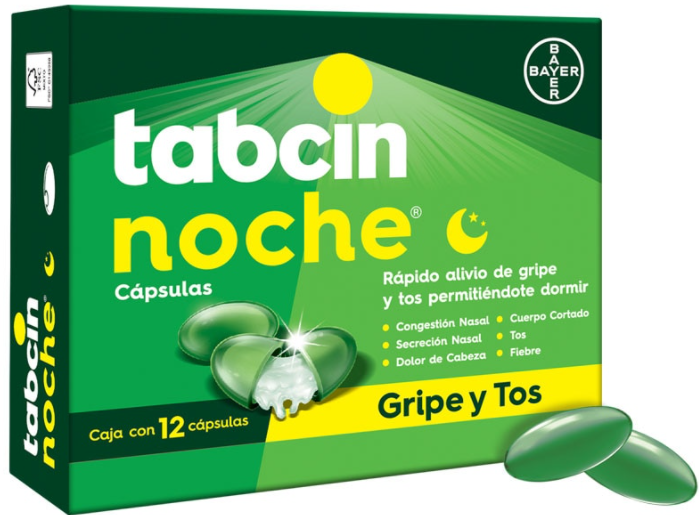 tabcin
noche®
Cápsulas
BAYER
BAYER
Rápido alivio de gripe
y tos permitiéndote dormir
Congestión Nasal
Secreción Nasal
Dolor de Cabeza
Cuerpo Cortado
Tos
Fiebre
Gripe y Tos
Caja con 12 cápsulas
tabcin
noche®